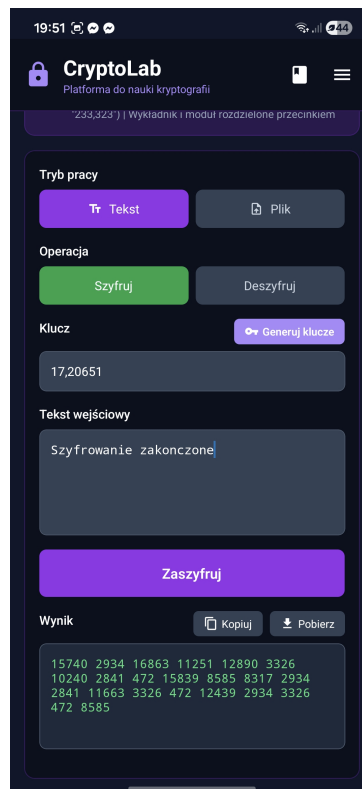 19:51
44
CryptoLab
Platforma do nauki kryptografii
"233,323") | Wykładnik i moduł rozdzielone przecinkiem
Tryb pracy
Tт Tekst
Plik
Operacja
Szyfruj
Deszyfruj
Klucz
Generuj klucze
17,20651
Tekst wejściowy
Szyfrowanie zakonczone
Zaszyfruj
Wynik
Kopiuj
Pobierz
15740 2934 16863 11251 12890 3326
10240 2841 472 15839 8585 8317 2934
2841 11663 3326 472 12439 2934 3326
472 8585